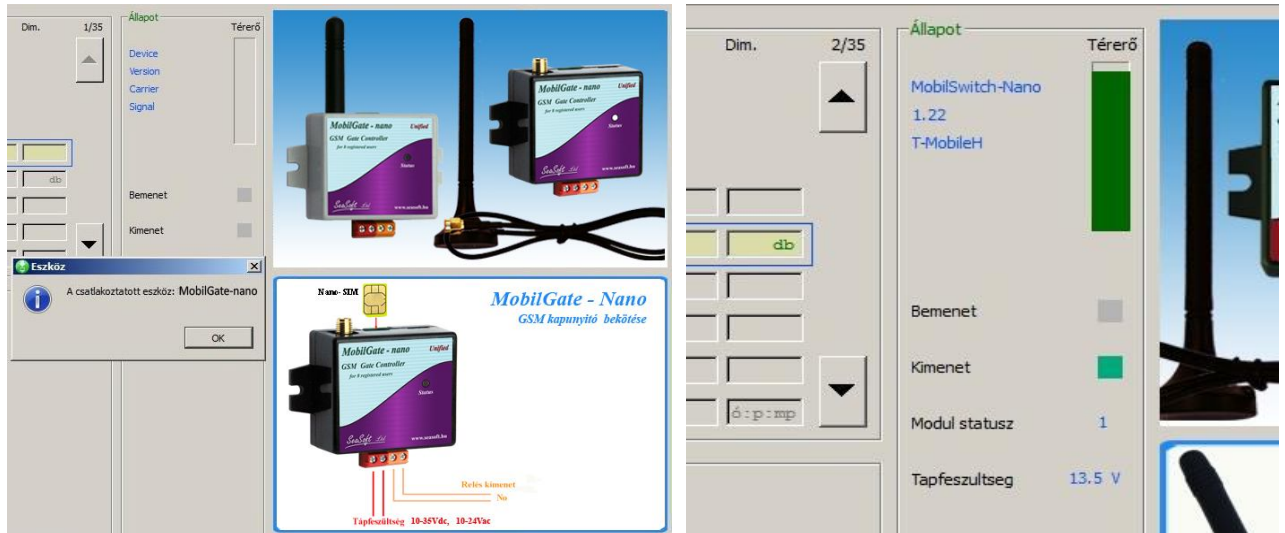 Dim.
1/35
Állapot
Térerő
Device
Version
Carrier
Signal
db
Bemenet
Kimenet
Eszköz
A csatlakoztatott eszköz: MobilGate-nano
OK
MobilGate - nano Unified
GSM Gate Controller
for 8 registered users
Status
SeaSoft Ltd www.seasoft.hu
MobilGate - nano Unified
GSM Gate Controller
for 8 registered users
Status
SeaSoft Ltd www.seasoft.hu
Nano- SIM
MobilGate - Nano
GSM kapunyitó bekötése
MobilGate - nano Unified
GSM Gate Controller
for 8 registered users
Status
SeaSoft Ltd www.seasoft.hu
Relés kimenet
No
Tápfeszültség 10-35Vdc, 10-24Vac
Dim.
2/35
Állapot
Térerő
MobilSwitch-Nano
1.22
T-MobileH
db
Bemenet
Kimenet
ó:p:mp
Modul statusz 1
Tapfeszultseg 13.5 V